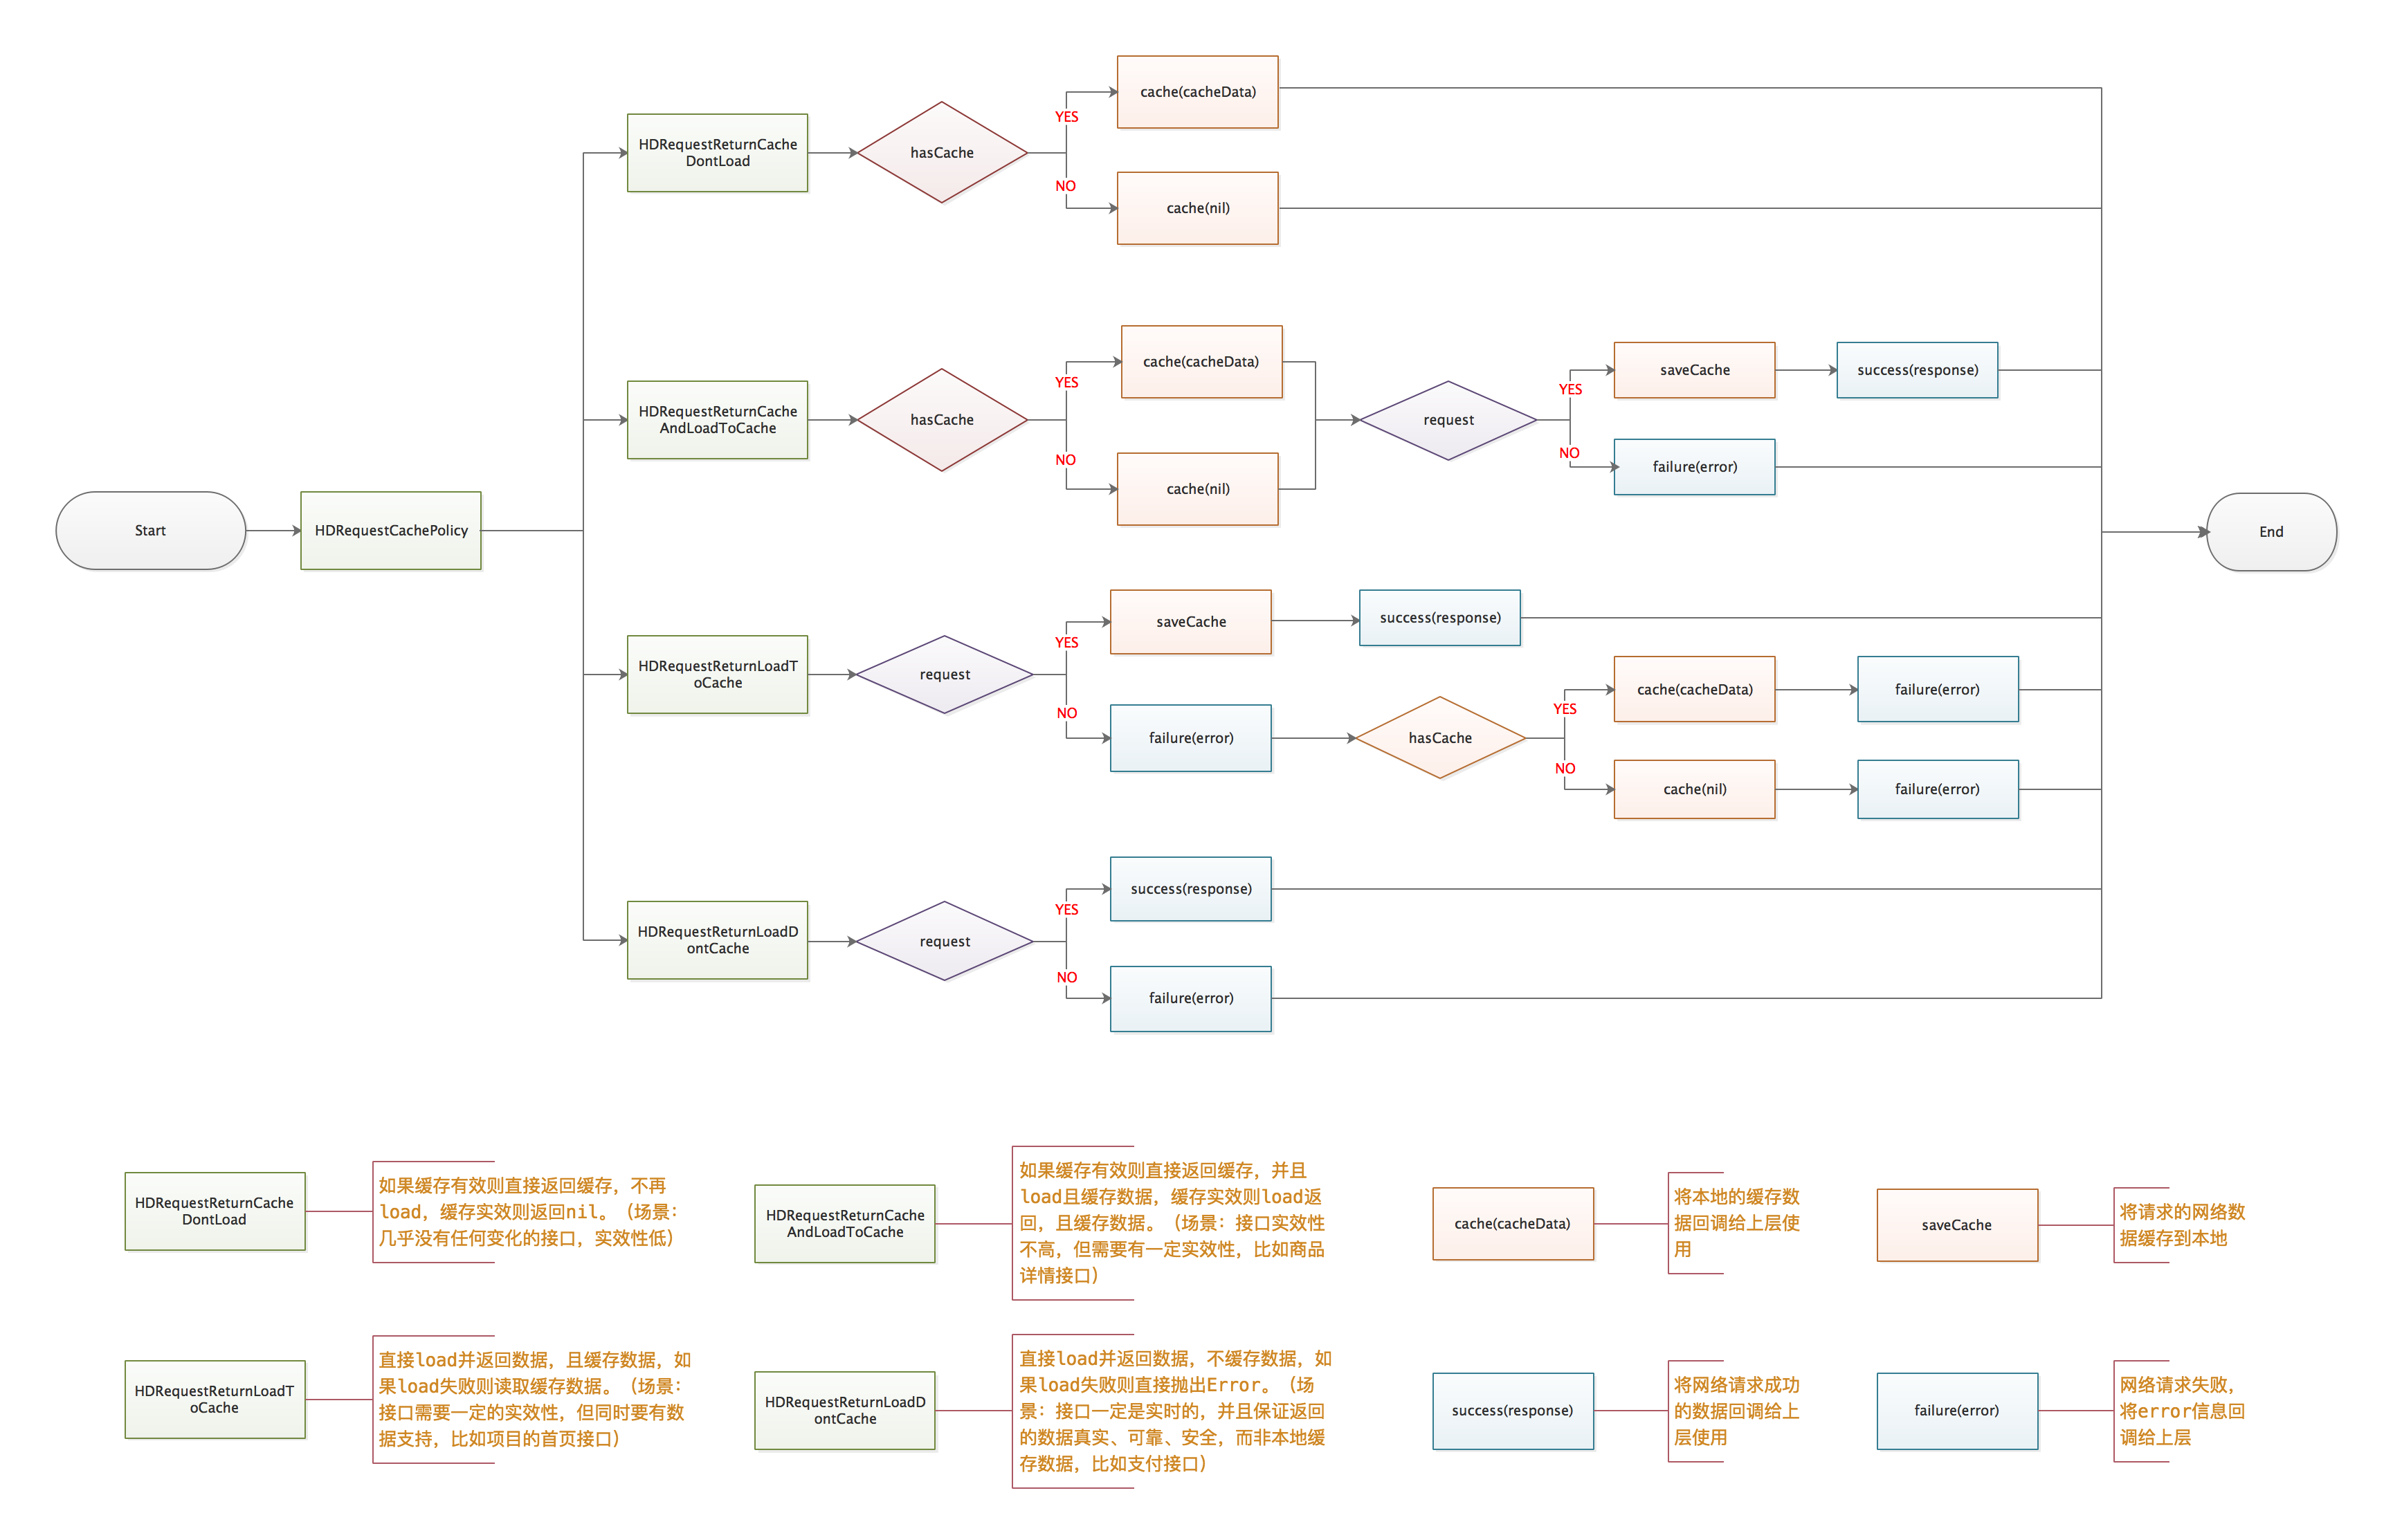 cache(cacheData)
YES
HDRequestReturnCache
DontLoad
hasCache
NO
cache(nil)
cache(cacheData)
YES
HDRequestReturnCache
AndLoadToCache
hasCache
NO
cache(nil)
request
YES
saveCache
success(response)
NO
failure(error)
Start
HDRequestCachePolicy
End
saveCache
success(response)
YES
HDRequestReturnLoadT
oCache
request
NO
failure(error)
hasCache
YES
cache(cacheData)
failure(error)
NO
cache(nil)
failure(error)
success(response)
YES
HDRequestReturnLoadD
ontCache
request
NO
failure(error)
HDRequestReturnCache
DontLoad
如果缓存有效则直接返回缓存，不再
load，缓存实效则返回nil。（场景：
几乎没有任何变化的接口，实效性低）
HDRequestReturnCache
AndLoadToCache
如果缓存有效则直接返回缓存，并且
load且缓存数据，缓存实效则load返
回，且缓存数据。（场景：接口实效性
不高，但需要有一定实效性，比如商品
详情接口）
cache(cacheData)
将本地的缓存数
据回调给上层使
用
saveCache
将请求的网络数
据缓存到本地
HDRequestReturnLoadT
oCache
直接load并返回数据，且缓存数据，如
果load失败则读取缓存数据。（场景：
接口需要一定的实效性，但同时要有数
据支持，比如项目的首页接口）
HDRequestReturnLoadD
ontCache
直接load并返回数据，不缓存数据，如
果load失败则直接抛出Error。（场
景：接口一定是实时的，并且保证返回
的数据真实、可靠、安全，而非本地缓
存数据，比如支付接口）
success(response)
将网络请求成功
的数据回调给上
层使用
failure(error)
网络请求失败，
将error信息回
调给上层